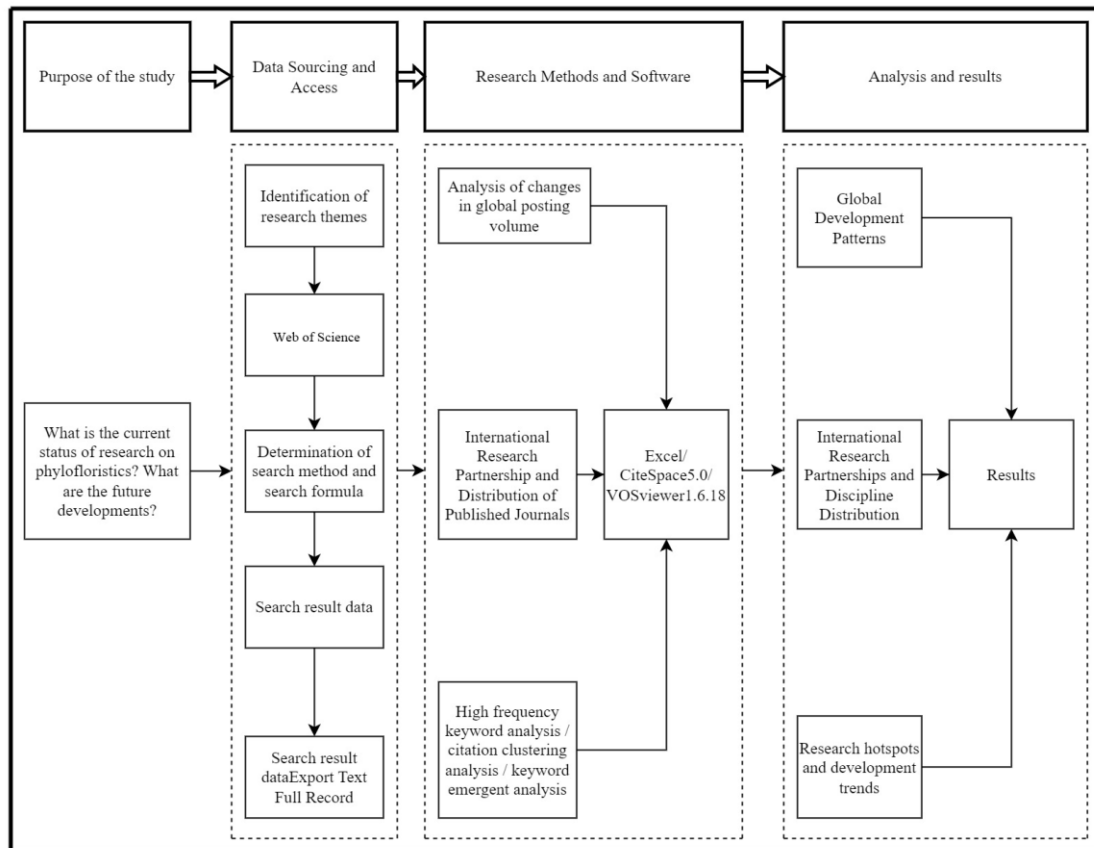 Purpose of the study
Data Sourcing and
Access
Research Methods and Software
Analysis and results
What is the current
status of research on
phylofloristics? What
are the future
developments?
Identification of
research themes
Web of Science
Determination of
search method and
search formula
Search result data
Search result
dataExport Text
Full Record
Analysis of changes
in global posting
volume
International
Research
Partnership and
Distribution of
Published Journals
High frequency
keyword analysis /
citation clustering
analysis / keyword
emergent analysis
Excel/
CiteSpace5.0/
VOSviewer1.6.18
Global
Development
Patterns
International
Research
Partnerships and
Discipline
Distribution
Research hotspots
and development
trends
Results